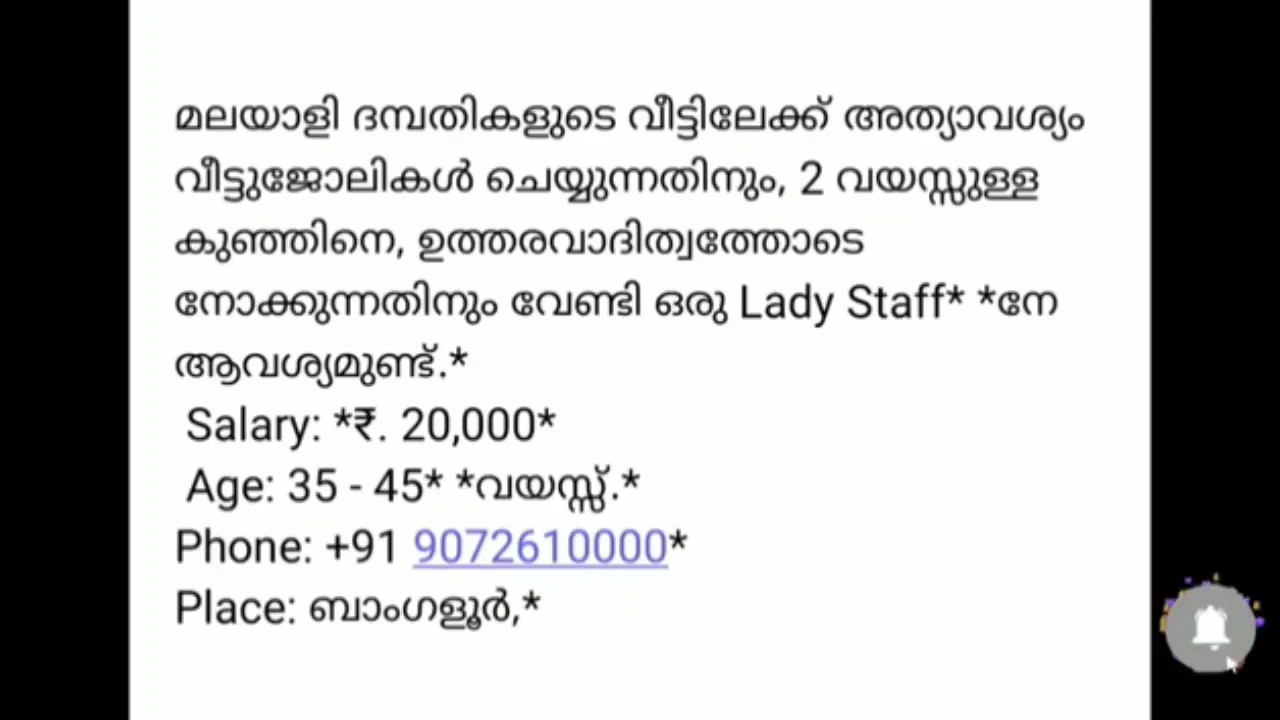 മലയാളി ദമ്പതികളുടെ വീട്ടിലേക്ക് അത്യാവശ്യം
വീട്ടുജോലികൾ ചെയ്യുന്നതിനും, 2 വയസ്സുള്ള
കുഞ്ഞിനെ, ഉത്തരവാദിത്വത്തോടെ
നോക്കുന്നതിനും വേണ്ടി ഒരു Lady Staff* *നേ
ആവശ്യമുണ്ട്.*
Salary: *₹. 20,000*
Age: 35 - 45* *വയസ്സ്.*
Phone: +91 9072610000*
Place: ബാംഗളൂർ,*